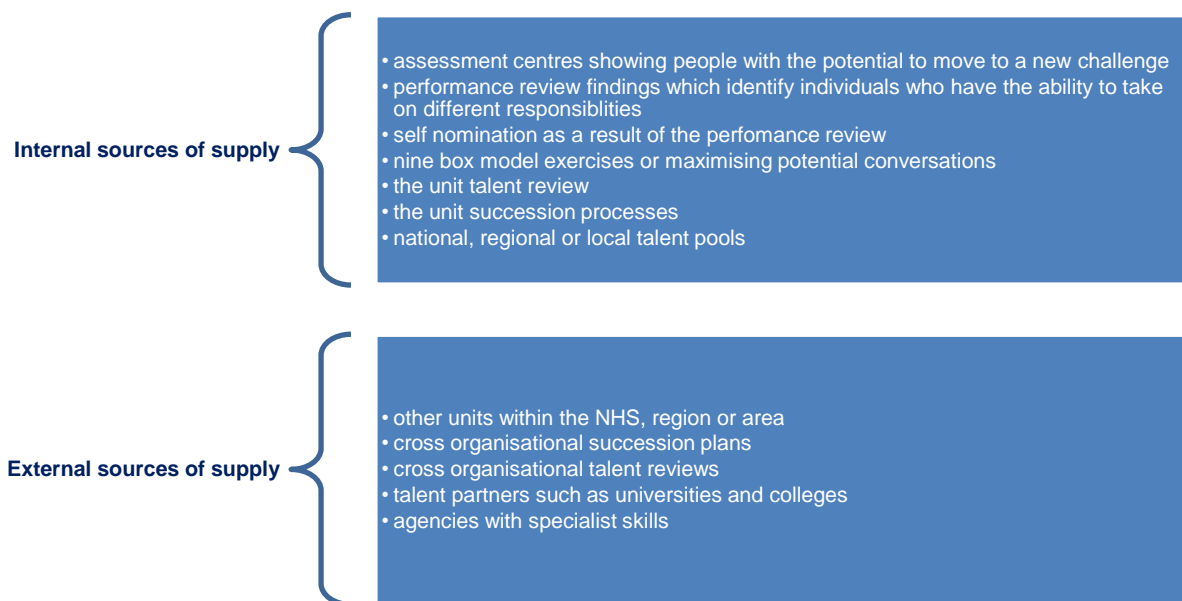 Internal sources of supply
• assessment centres showing people with the potential to move to a new challenge
• performance review findings which identify individuals who have the ability to take
on different responsiblities
• self nomination as a result of the perfomance review
• nine box model exercises or maximising potential conversations
• the unit talent review
• the unit succession processes
• national, regional or local talent pools
External sources of supply
• other units within the NHS, region or area
• cross organisational succession plans
• cross organisational talent reviews
• talent partners such as universities and colleges
• agencies with specialist skills